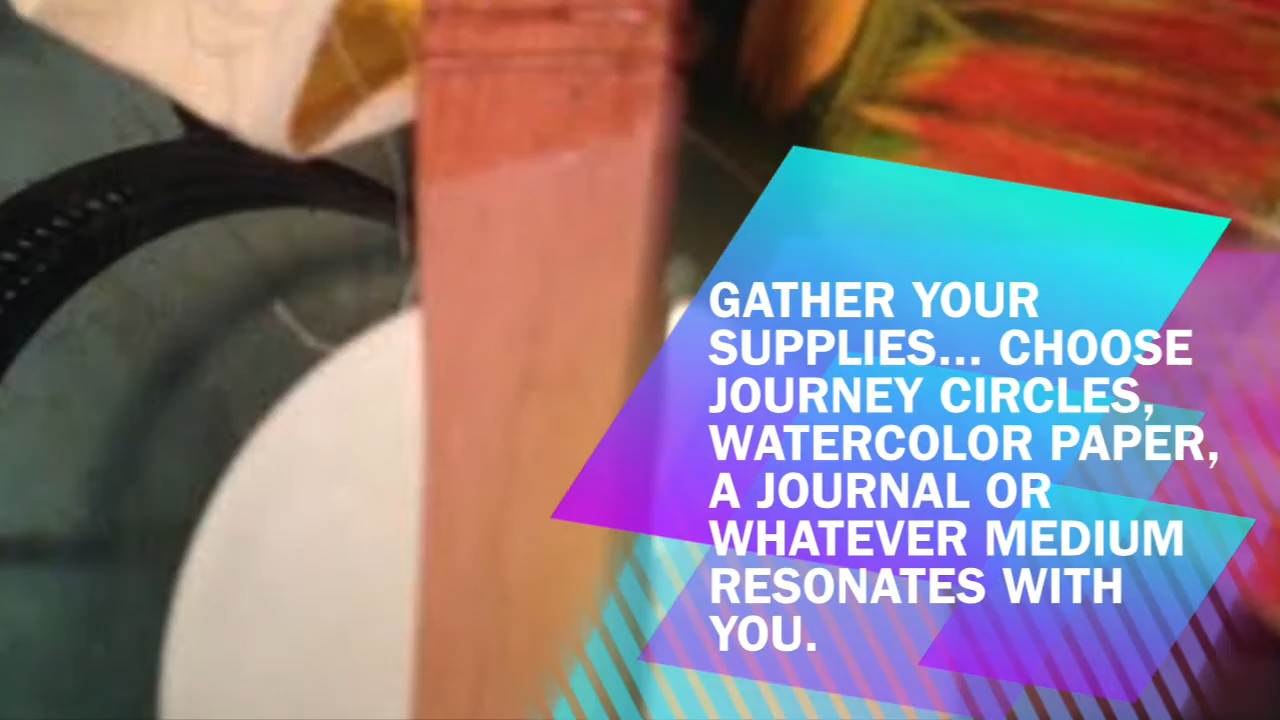 GATHER YOUR
SUPPLIES... CHOOSE
JOURNEY CIRCLES,
WATERCOLOR PAPER,
A JOURNAL OR
WHATEVER MEDIUM
RESONATES WITH
YOU.